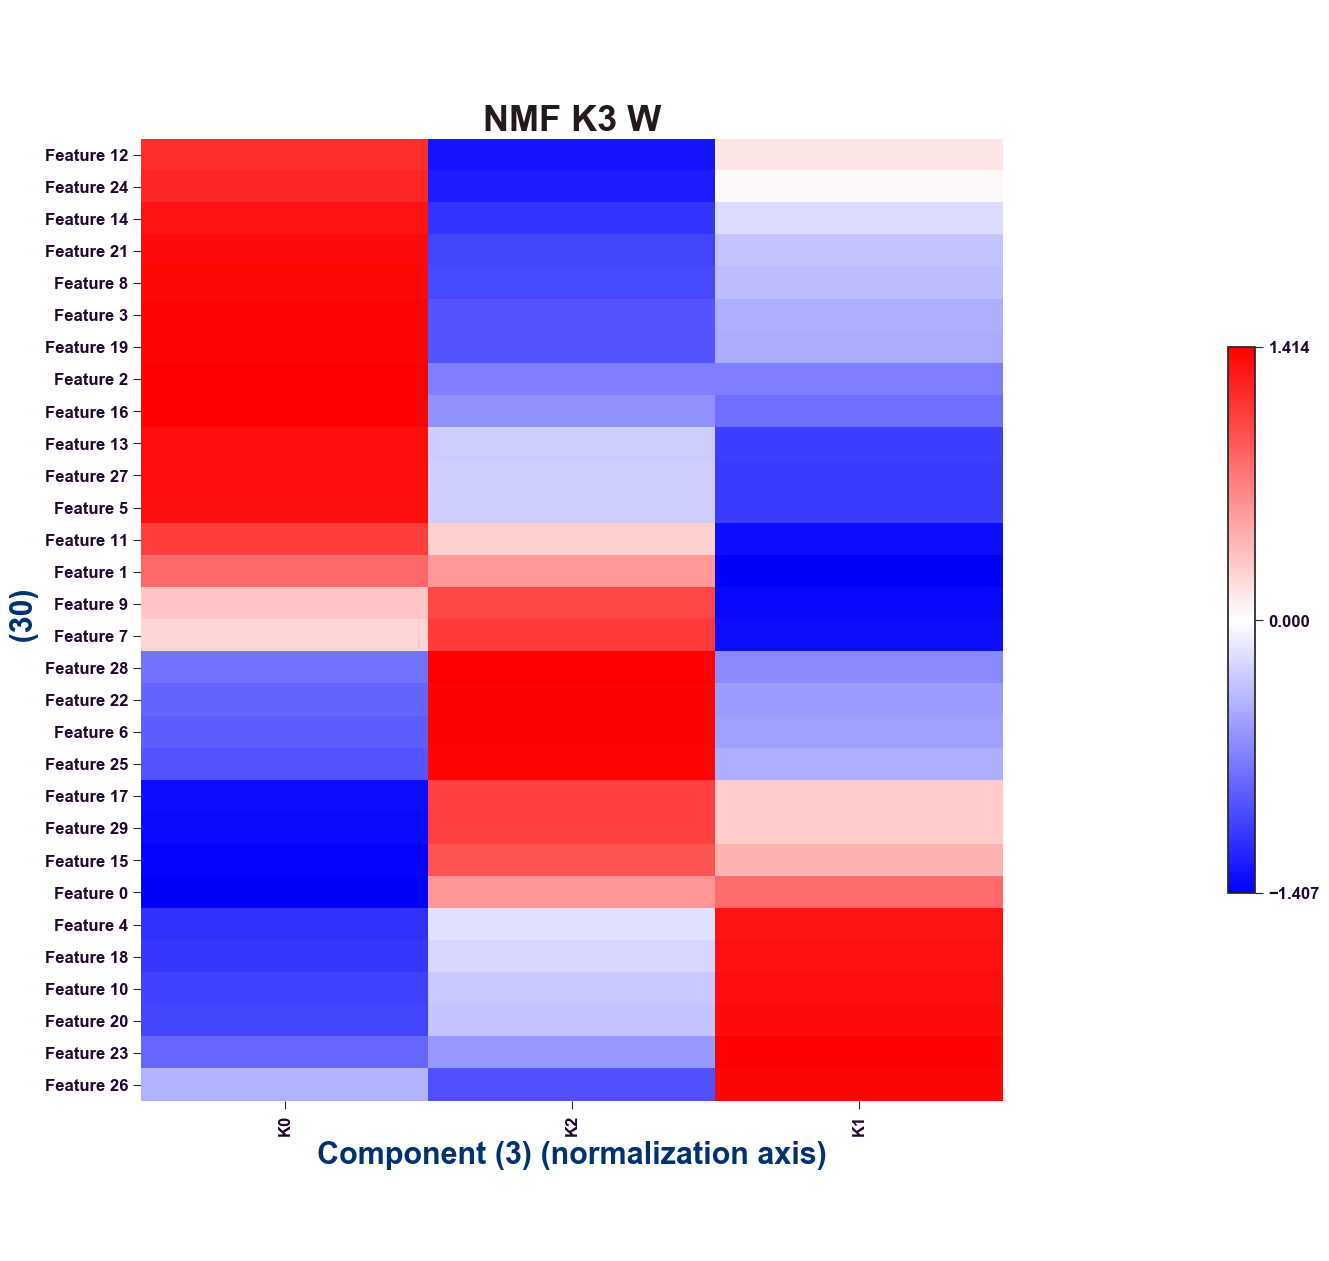 NMF K3 W
Feature 12
Feature 24
Feature 14
Feature 21
Feature 8
Feature 3
Feature 19
Feature 2
Feature 16
Feature 13
Feature 27
Feature 5
Feature 11
Feature 1
Feature 9
Feature 7
Feature 28
Feature 22
Feature 6
Feature 25
Feature 17
Feature 29
Feature 15
Feature 0
Feature 4
Feature 18
Feature 10
Feature 20
Feature 23
Feature 26
(30)
K0
K2
K1
Component (3) (normalization axis)
1.414
0.000
−1.407